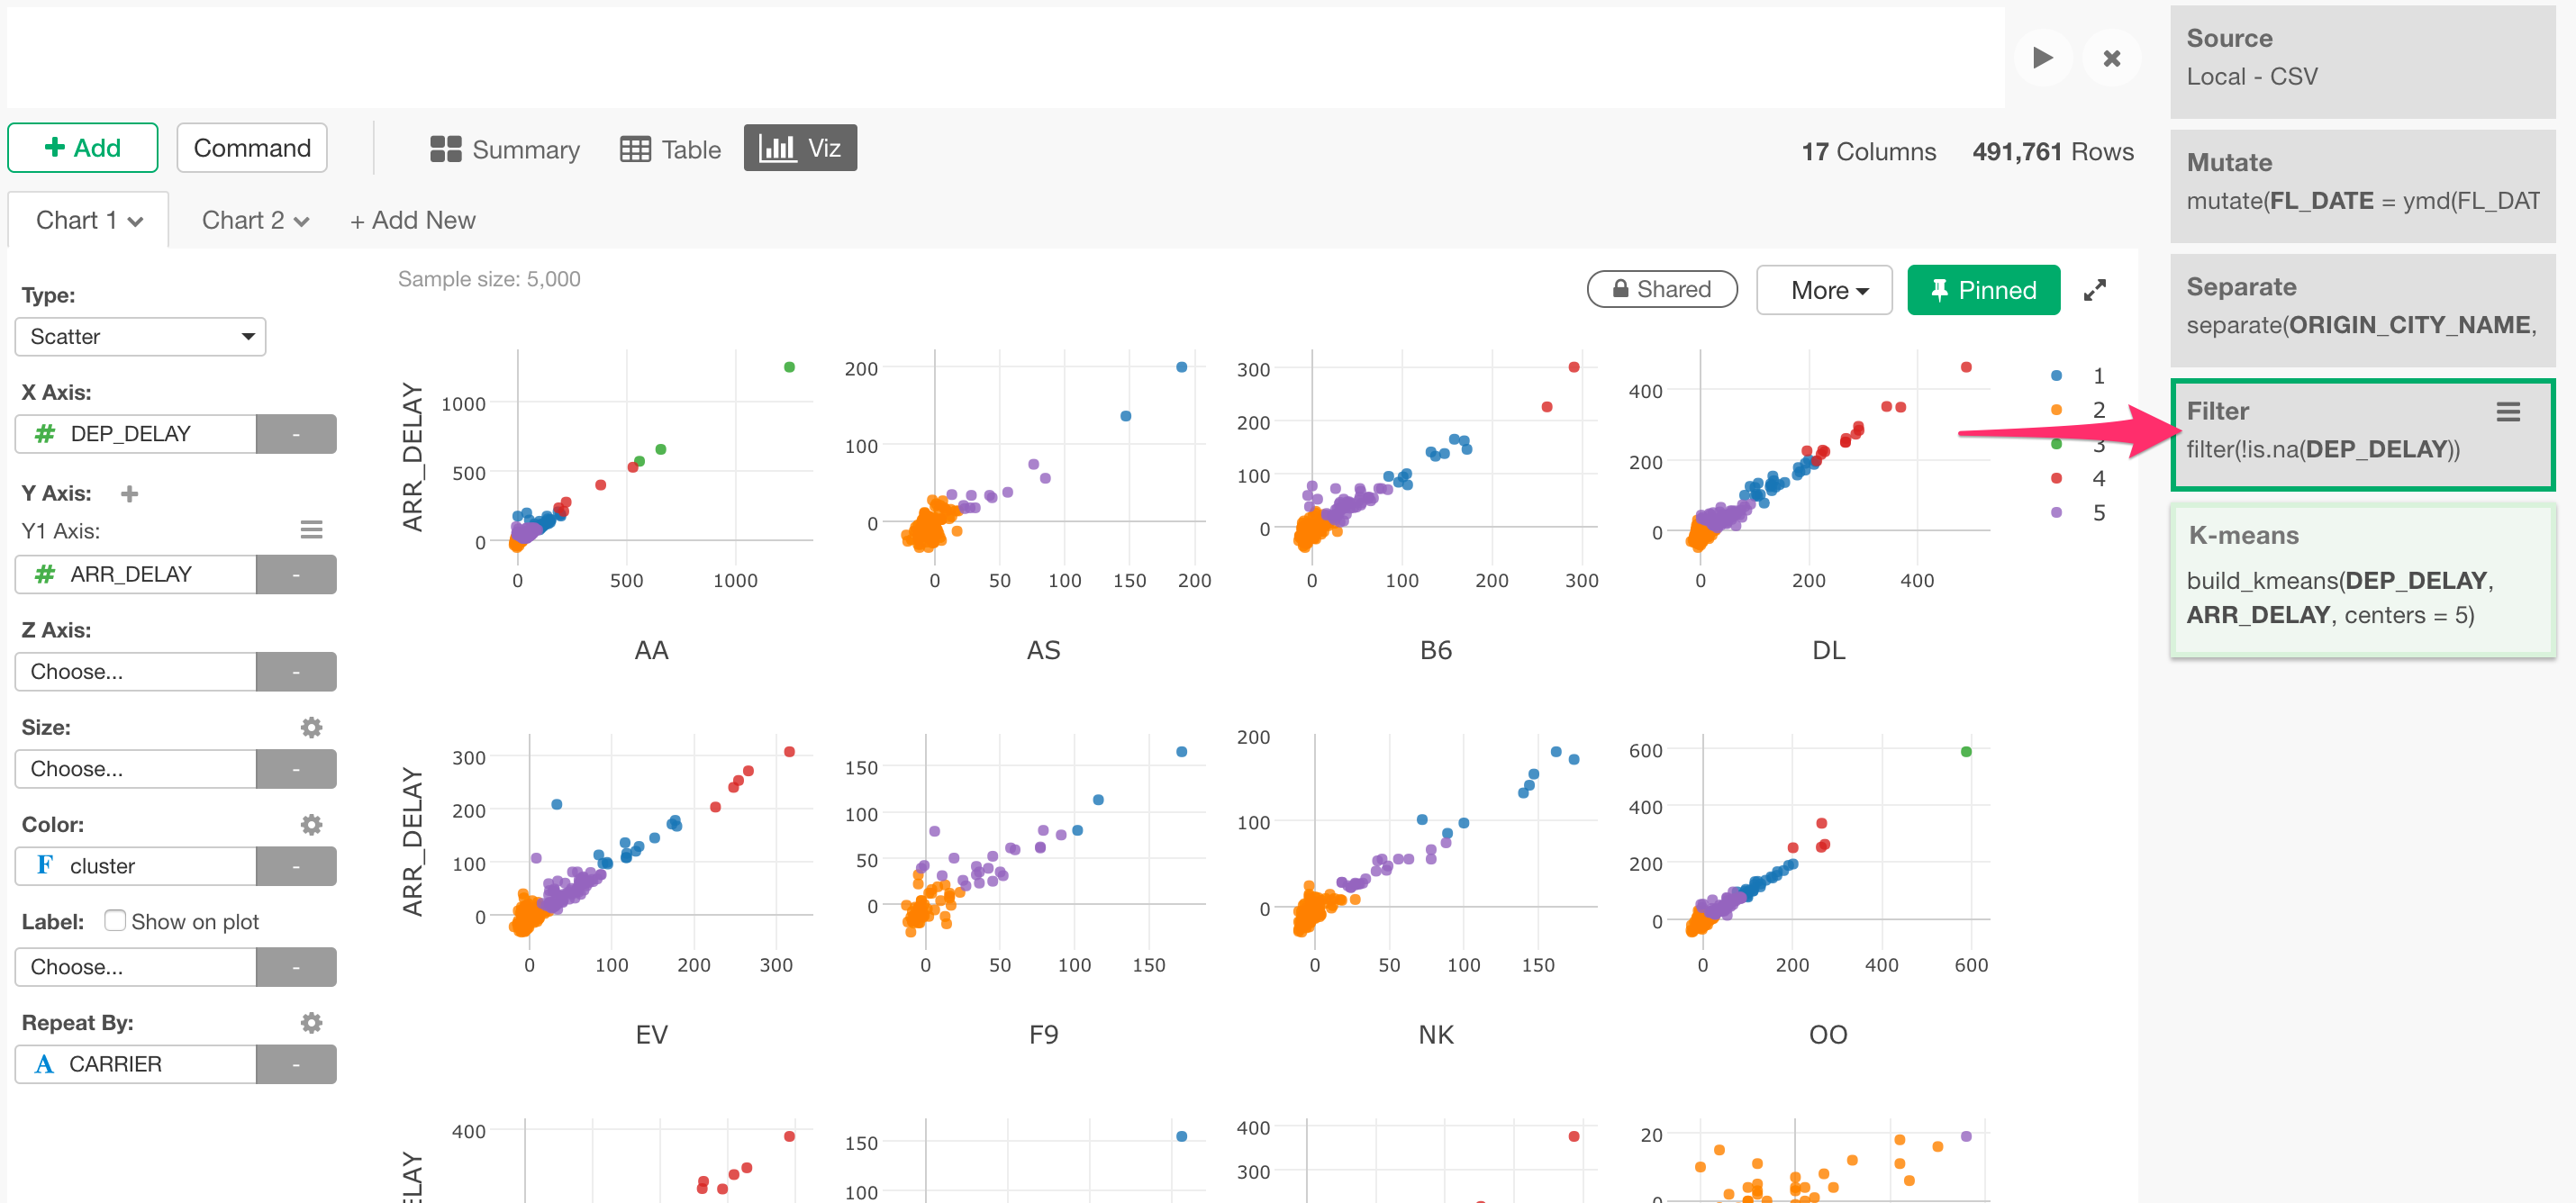 + Add
Command
Summary
Table
Viz
17 Columns 491,761 Rows
Chart 1
Chart 2
+ Add New
Sample size: 5,000
Shared
More
Pinned
Type:
Scatter
X Axis:
# DEP_DELAY -
Y Axis: +
Y1 Axis:
# ARR_DELAY -
Z Axis:
Choose... -
Size:
Choose... -
Color:
F cluster -
Label: Show on plot
Choose... -
Repeat By:
A CARRIER -
ARR_DELAY
1000
500
0
0 500 1000
AA
200
100
0
0 50 100 150 200
AS
300
200
100
0
0 100 200 300
B6
400
200
0
0 200 400
DL
1
2
3
4
5
ARR_DELAY
300
200
100
0
0 100 200 300
EV
150
100
50
0
0 50 100 150
F9
200
100
0
0 50 100 150
NK
600
400
200
0
0 200 400 600
OO
400
150
100
400
300
20
Source
Local - CSV
Mutate
mutate(FL_DATE = ymd(FL_DAT
Separate
separate(ORIGIN_CITY_NAME,
Filter
filter(!is.na(DEP_DELAY))
K-means
build_kmeans(DEP_DELAY,
ARR_DELAY, centers = 5)